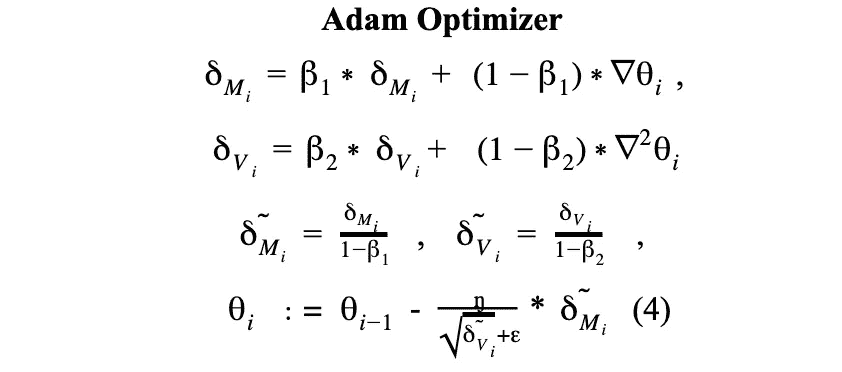 Adam Optimizer
δ_{M_i} = β_1 * δ_{M_i} + (1 − β_1) * ∇θ_i ,
δ_{V_i} = β_2 * δ_{V_i} + (1 − β_2) * ∇²θ_i
δ̃_{M_i} = δ_{M_i} / 1−β_1 , δ̃_{V_i} = δ_{V_i} / 1−β_2 ,
θ_i := θ_{i−1} - η / √δ̃_{V_i}+ε * δ̃_{M_i} (4)